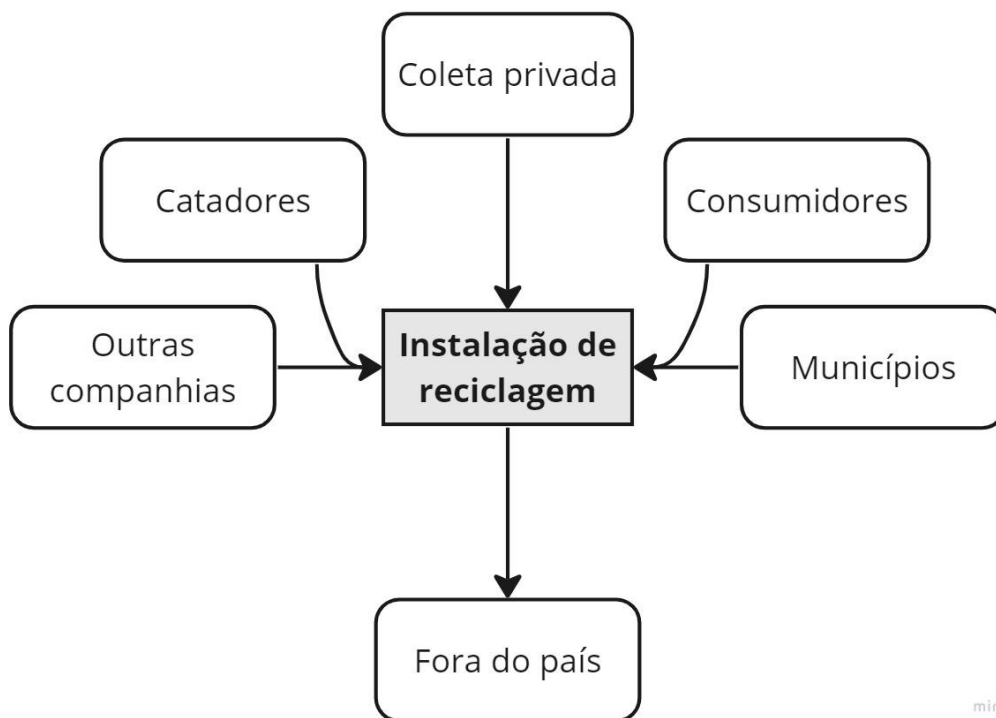 Coleta privada
Catadores
Consumidores
Outras
companhias
Instalação de
reciclagem
Municípios
Fora do país